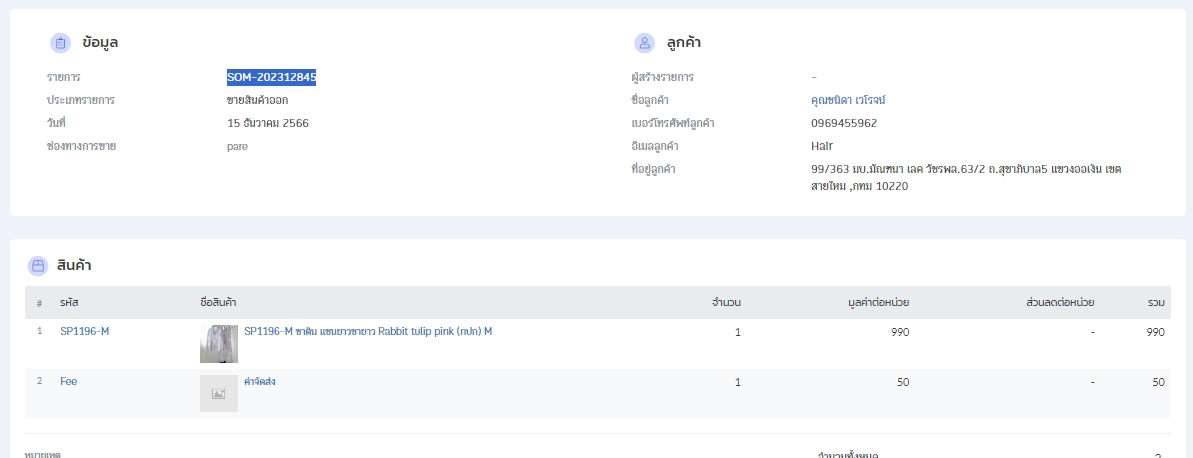 ข้อมูล
รายการ SOM-202312845
ประเภทรายการ ขายสินค้าออก
วันที่ 15 ธันวาคม 2566
ช่องทางการขาย pare
ลูกค้า
ผู้สร้างรายการ -
ชื่อลูกค้า คุณชนิดา เวโรจน์
เบอร์โทรศัพท์ลูกค้า 0969455962
อีเมลลูกค้า Hair
ที่อยู่ลูกค้า 99/363 มบ.มัณฑนา เลค วัชรพล.63/2 ถ.สุขาภิบาล5 แขวงออเงิน เขต
สายไหม ,กทม 10220
สินค้า
# รหัส ชื่อสินค้า จำนวน มูลค่าต่อหน่วย ส่วนลดต่อหน่วย รวม
1 SP1196-M SP1196-M ซาติน แขนยาวขายาว Rabbit tulip pink (กปก) M 1 990 - 990
2 Fee ค่าจัดส่ง 1 50 - 50
หมายเหตุ จำนวนทั้งหมด 2